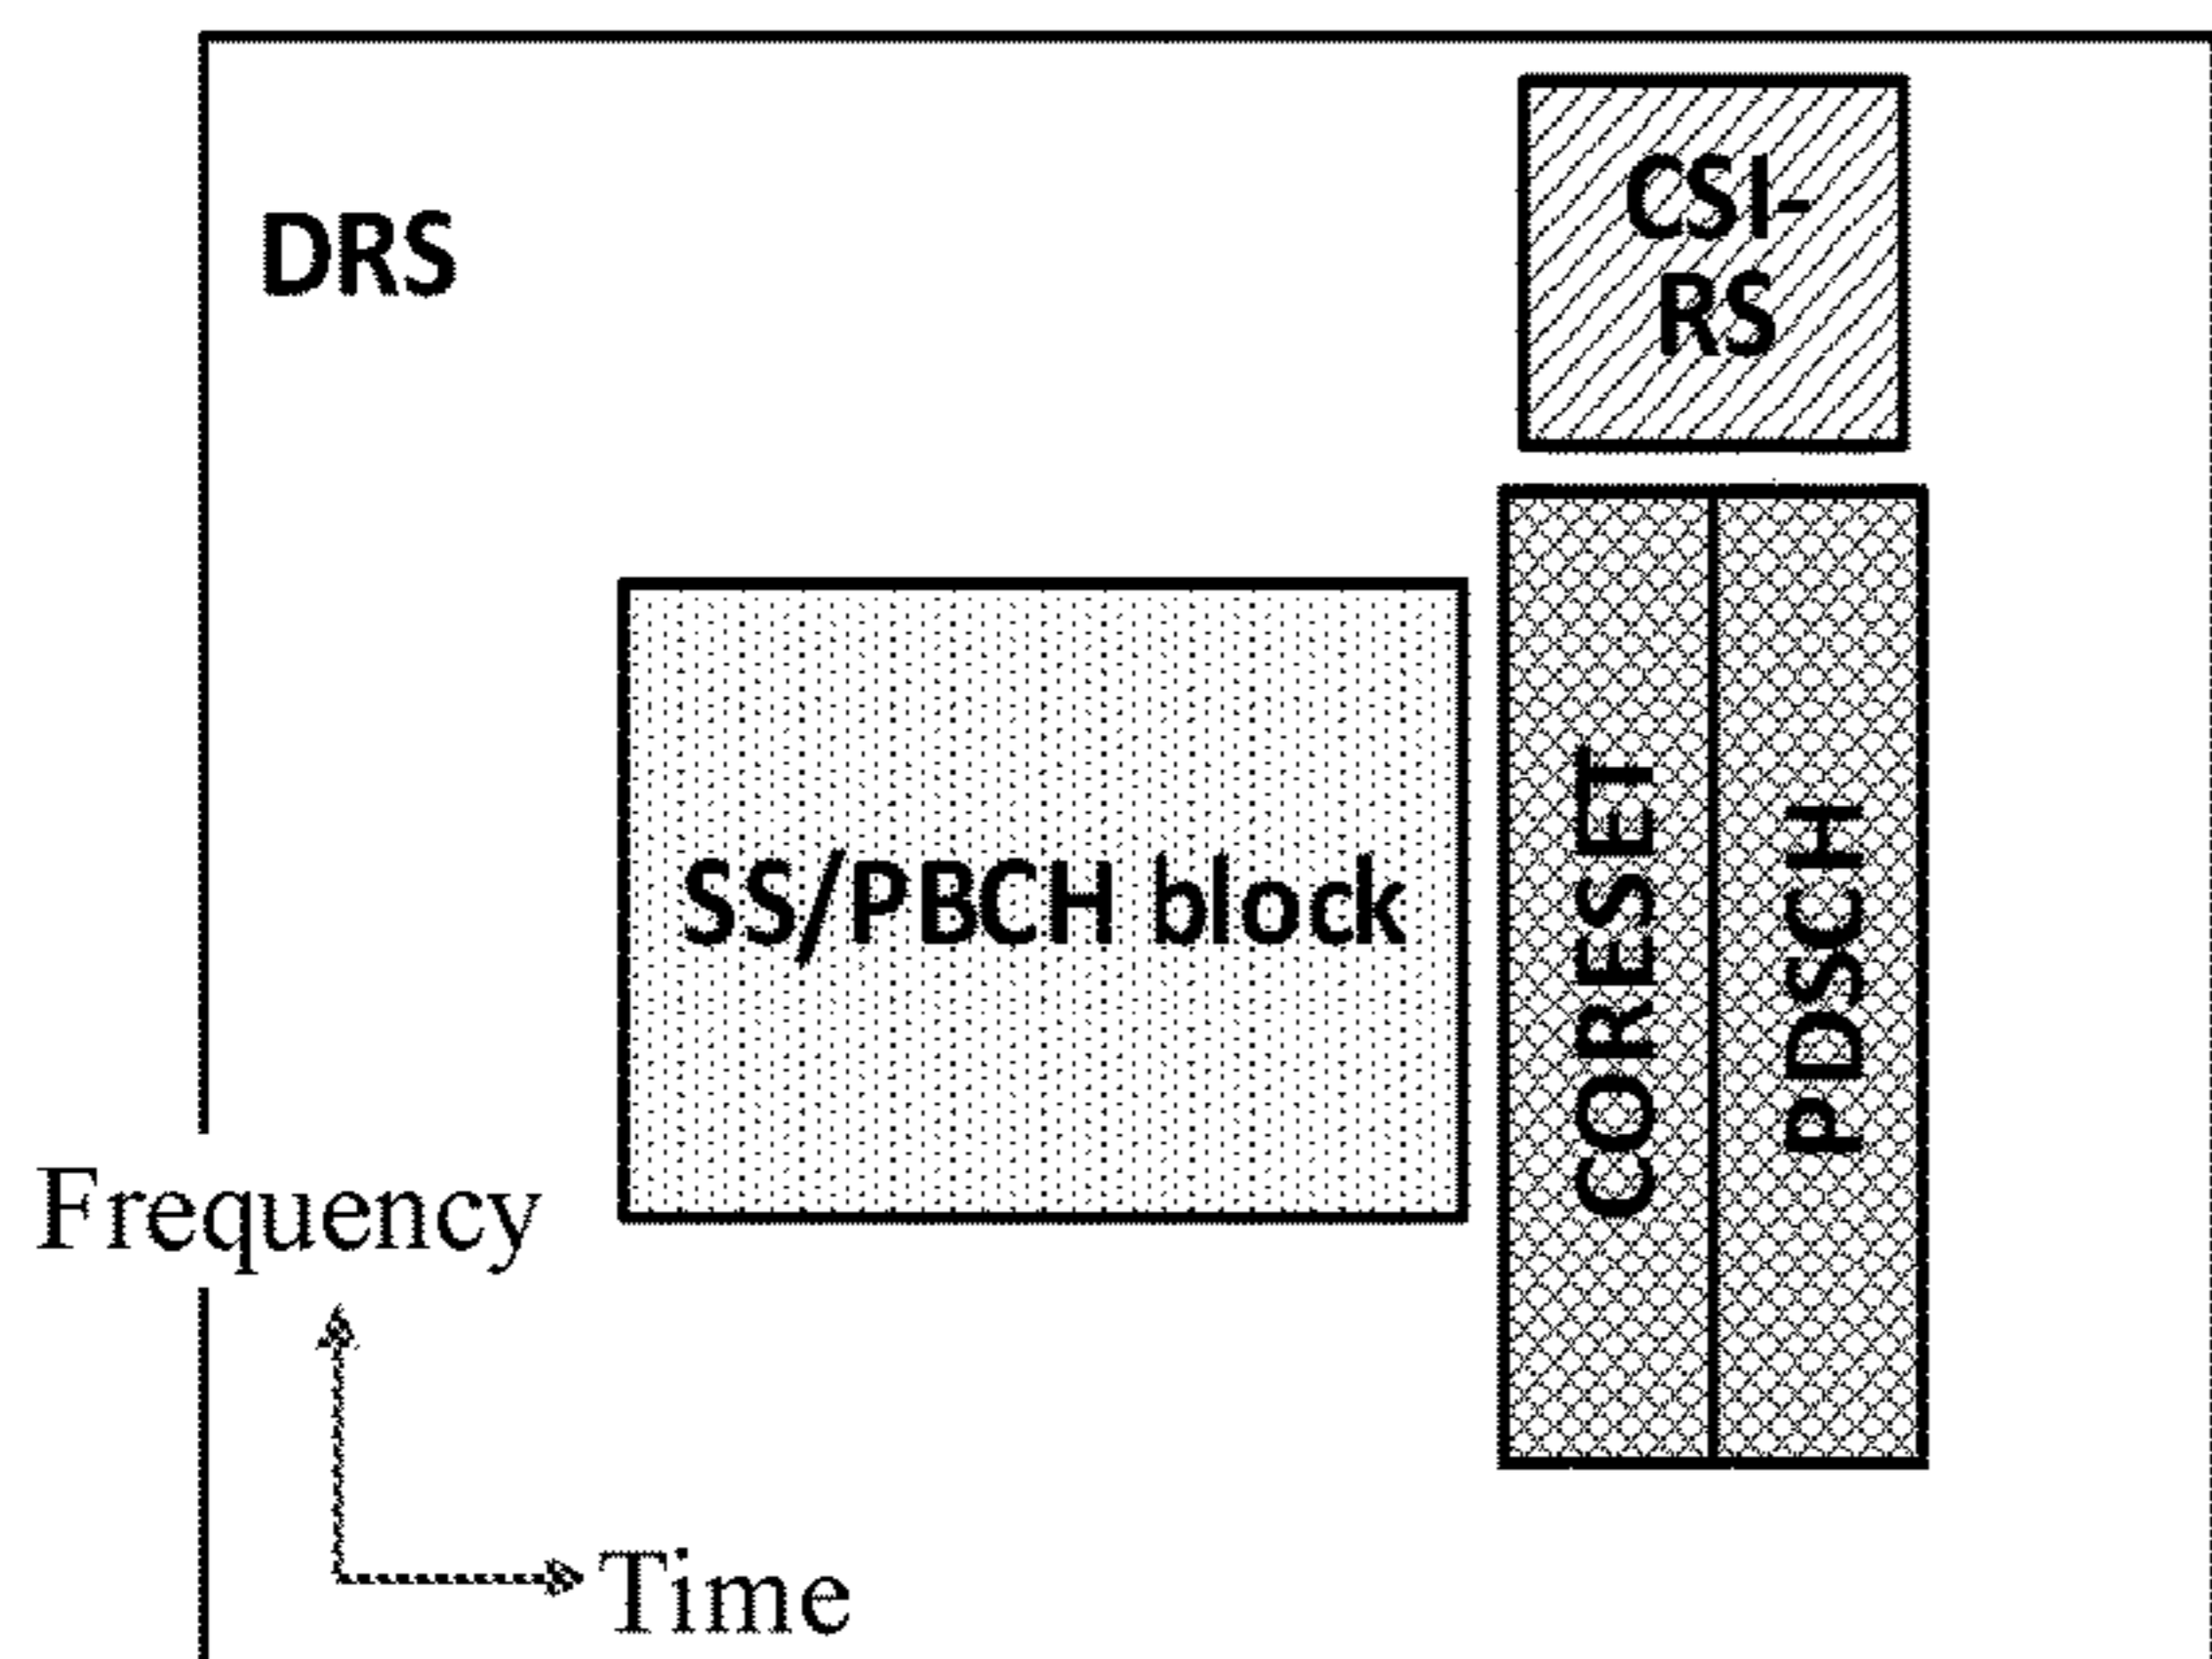 DRS
CSI-
RS
SS/PBCH block
CORESET
PDSCH
Frequency
Time